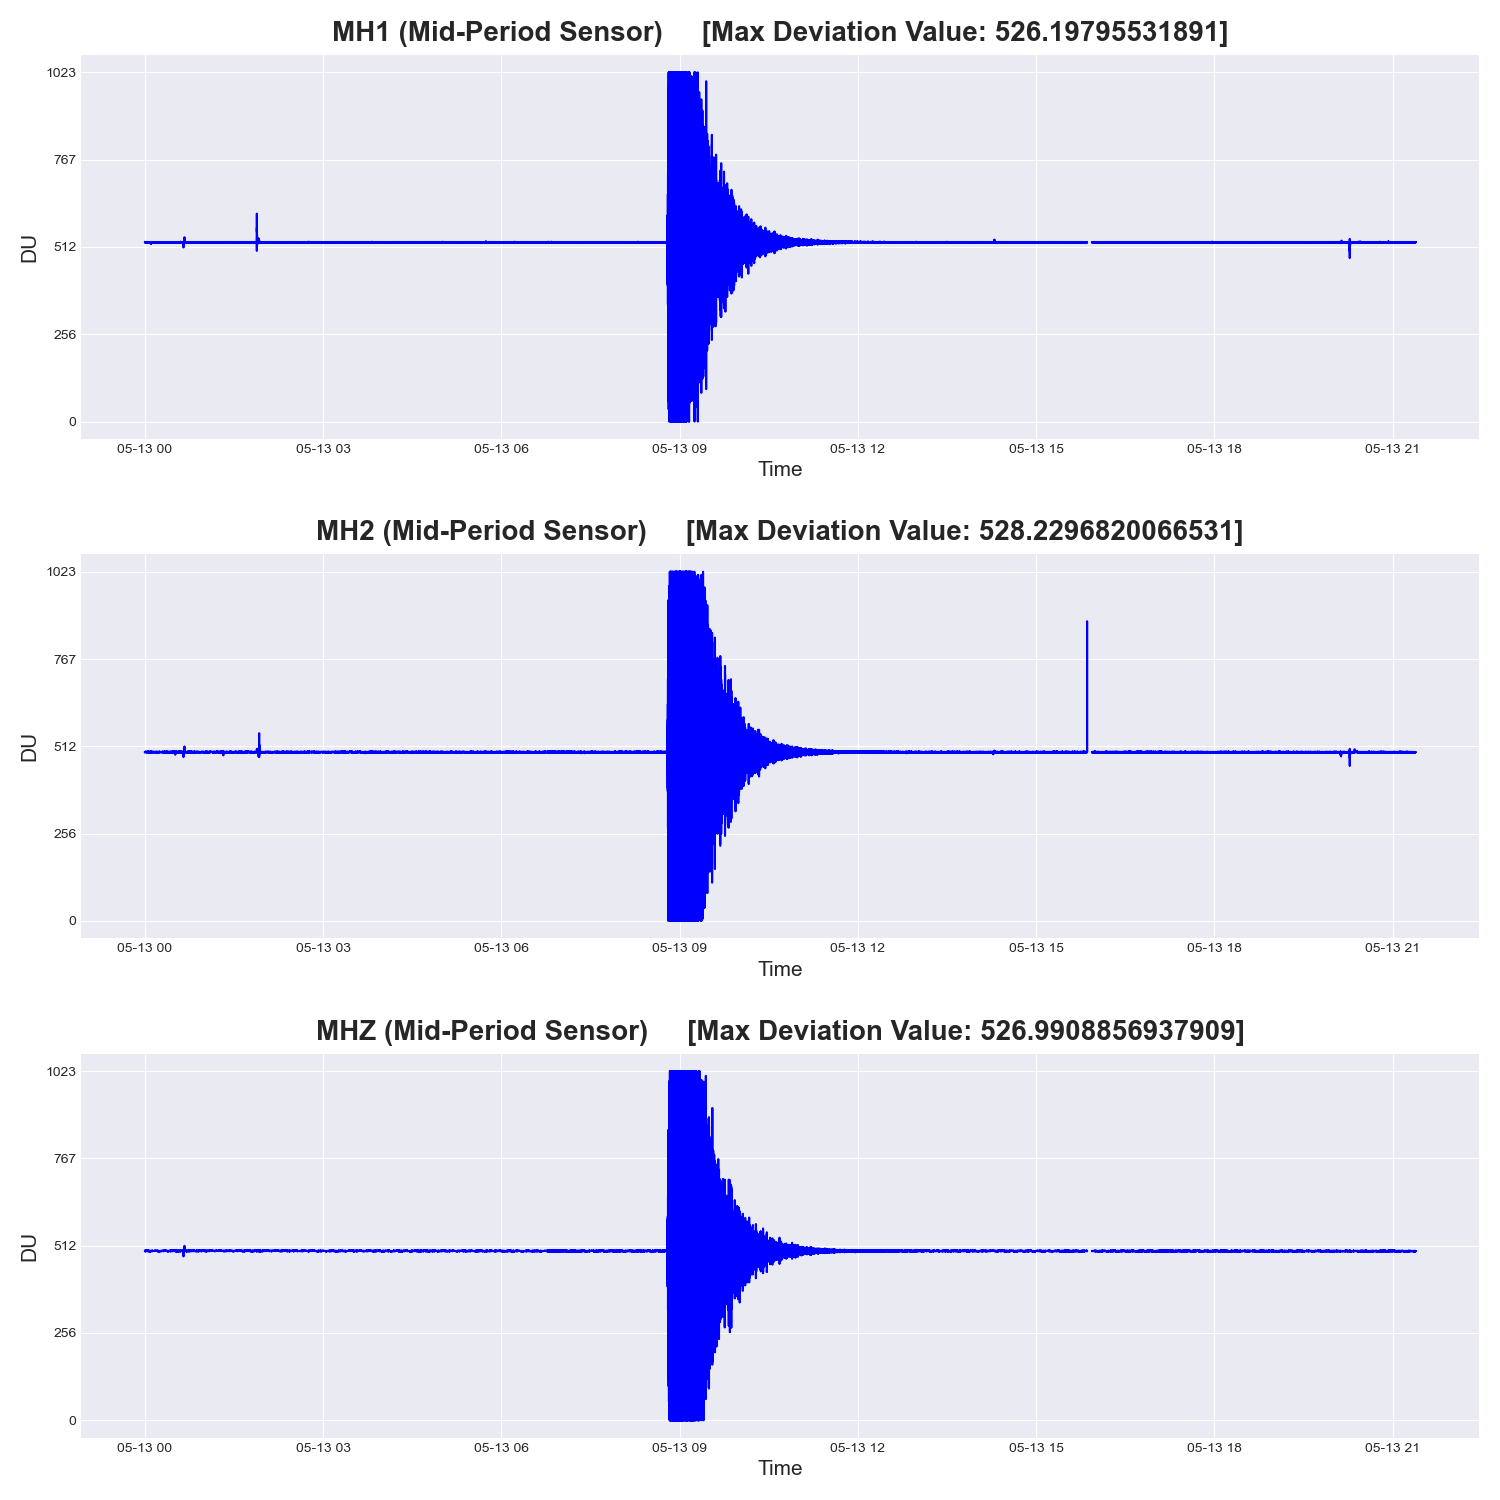 MH1 (Mid-Period Sensor) [Max Deviation Value: 526.19795531891]
1023
767
512
256
0
DU
05-13 00 05-13 03 05-13 06 05-13 09 05-13 12 05-13 15 05-13 18 05-13 21
Time
MH2 (Mid-Period Sensor) [Max Deviation Value: 528.2296820066531]
1023
767
512
256
0
DU
05-13 00 05-13 03 05-13 06 05-13 09 05-13 12 05-13 15 05-13 18 05-13 21
Time
MHZ (Mid-Period Sensor) [Max Deviation Value: 526.9908856937909]
1023
767
512
256
0
DU
05-13 00 05-13 03 05-13 06 05-13 09 05-13 12 05-13 15 05-13 18 05-13 21
Time